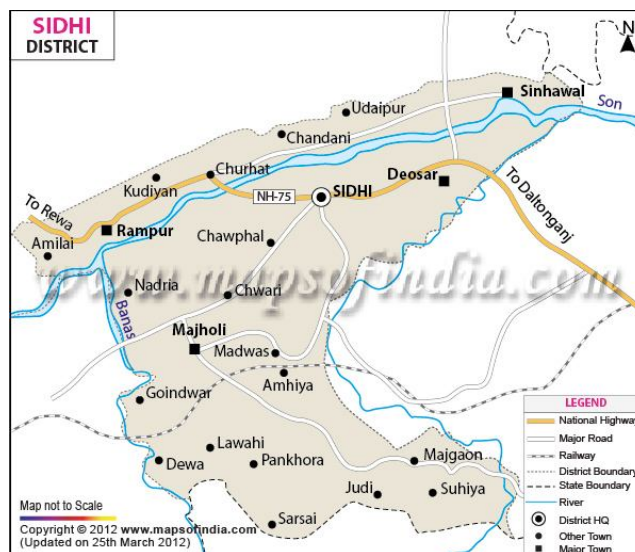 SIDHI
DISTRICT
N
Sinhawal
Son
Udaipur
Chandani
Churhat
Kudiyan
Deosar
NH-75
SIDHI
To Rewa
To Daltonganj
Rampur
Amilai
Chawphal
www.mapsofindia.com
Nadria
Chwari
Banas
Majholi
Madwas
Amhiya
Goindwar
Lawahi
Dewa
Pankhora
Majgaon
Judi
Suhiya
Sarsai
LEGEND
National Highway
Major Road
Railway
District Boundary
State Boundary
River
District HQ
Other Town
Major Town
Map not to Scale
Copyright © 2012 www.mapsofindia.com
(Updated on 25th March 2012)